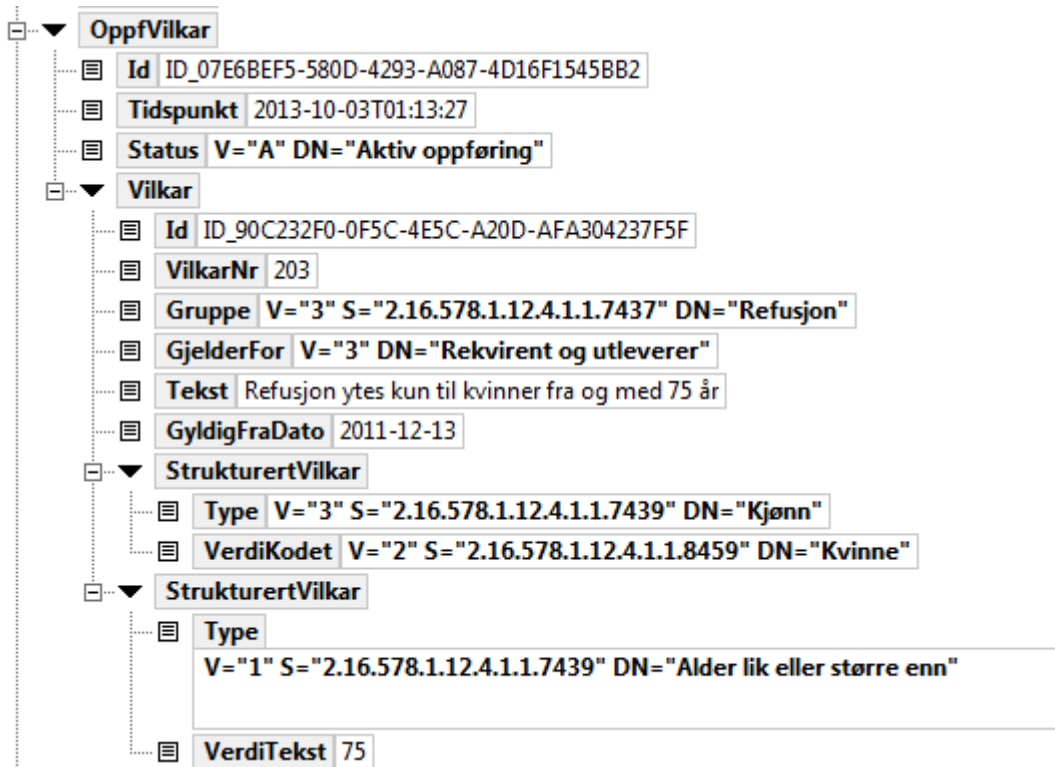 OppfVilkar
Id ID_07E6BEF5-580D-4293-A087-4D16F1545BB2
Tidspunkt 2013-10-03T01:13:27
Status V="A" DN="Aktiv oppføring"
Vilkar
Id ID_90C232F0-0F5C-4E5C-A20D-AFA304237F5F
VilkarNr 203
Gruppe V="3" S="2.16.578.1.12.4.1.1.7437" DN="Refusjon"
GjelderFor V="3" DN="Rekvirent og utleverer"
Tekst Refusjon ytes kun til kvinner fra og med 75 år
GyldigFraDato 2011-12-13
StrukturertVilkar
Type V="3" S="2.16.578.1.12.4.1.1.7439" DN="Kjønn"
VerdiKodet V="2" S="2.16.578.1.12.4.1.1.8459" DN="Kvinne"
StrukturertVilkar
Type
V="1" S="2.16.578.1.12.4.1.1.7439" DN="Alder lik eller større enn"
VerdiTekst 75